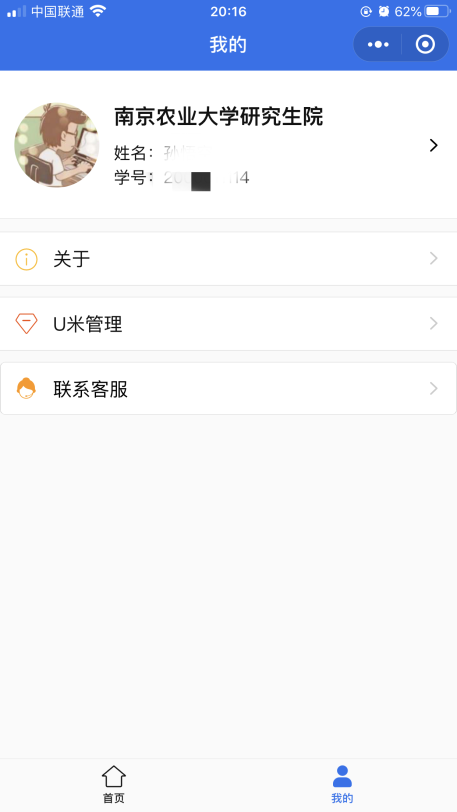 中国联通
20:16
62%
我的
南京农业大学研究生院
姓名：
学号：
关于
U米管理
联系客服
首页
我的